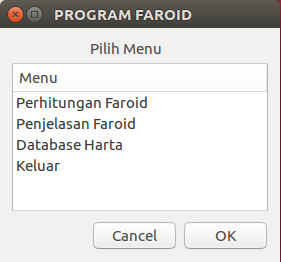 PROGRAM FAROID
Pilih Menu
Menu
Perhitungan Faroid
Penjelasan Faroid
Database Harta
Keluar
Cancel OK